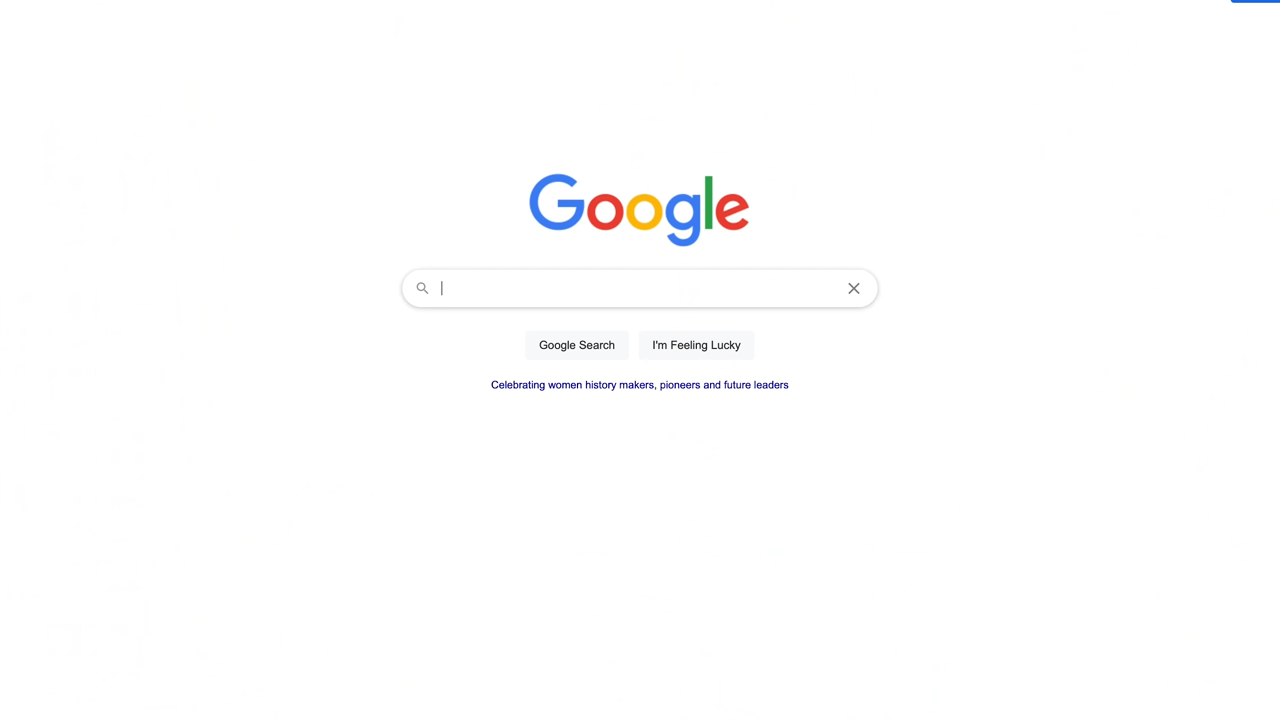 Google
Google Search
I'm Feeling Lucky
Celebrating women history makers, pioneers and future leaders